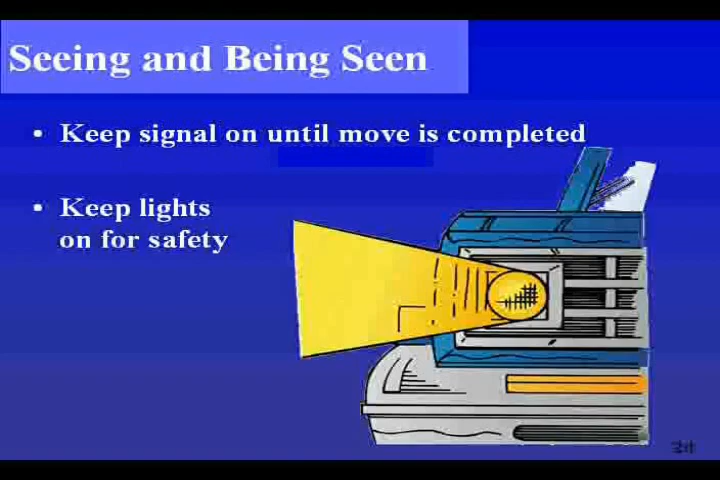 Seeing and Being Seen
• Keep signal on until move is completed
• Keep lights
on for safety